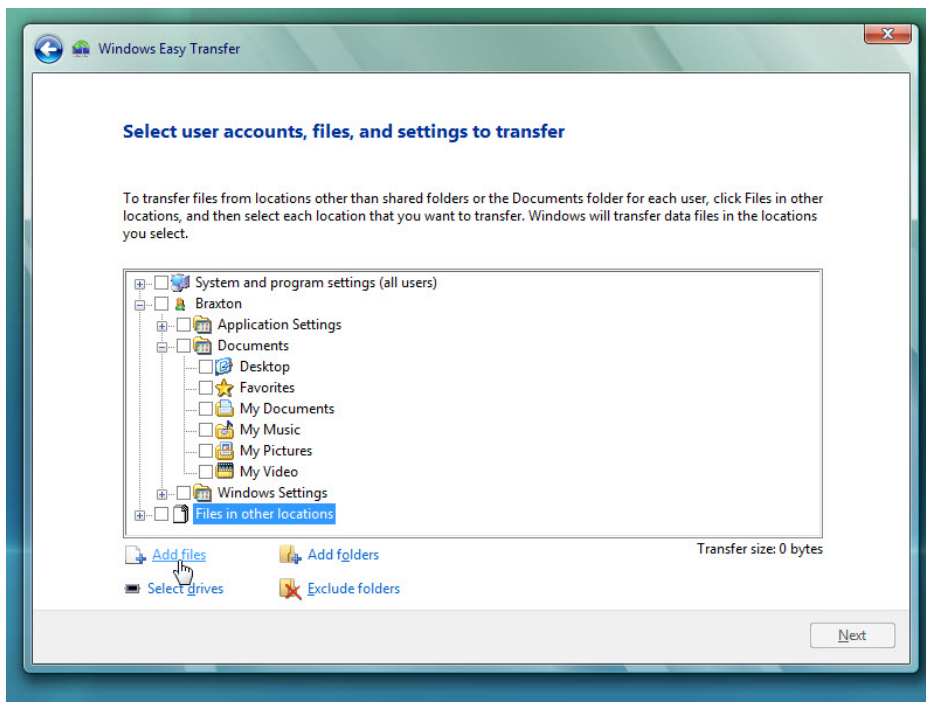 Windows Easy Transfer
Select user accounts, files, and settings to transfer
To transfer files from locations other than shared folders or the Documents folder for each user, click Files in other
locations, and then select each location that you want to transfer. Windows will transfer data files in the locations
you select.
System and program settings (all users)
Braxton
Application Settings
Documents
Desktop
Favorites
My Documents
My Music
My Pictures
My Video
Windows Settings
Files in other locations
Add files Add folders Transfer size: 0 bytes
Select drives Exclude folders
Next